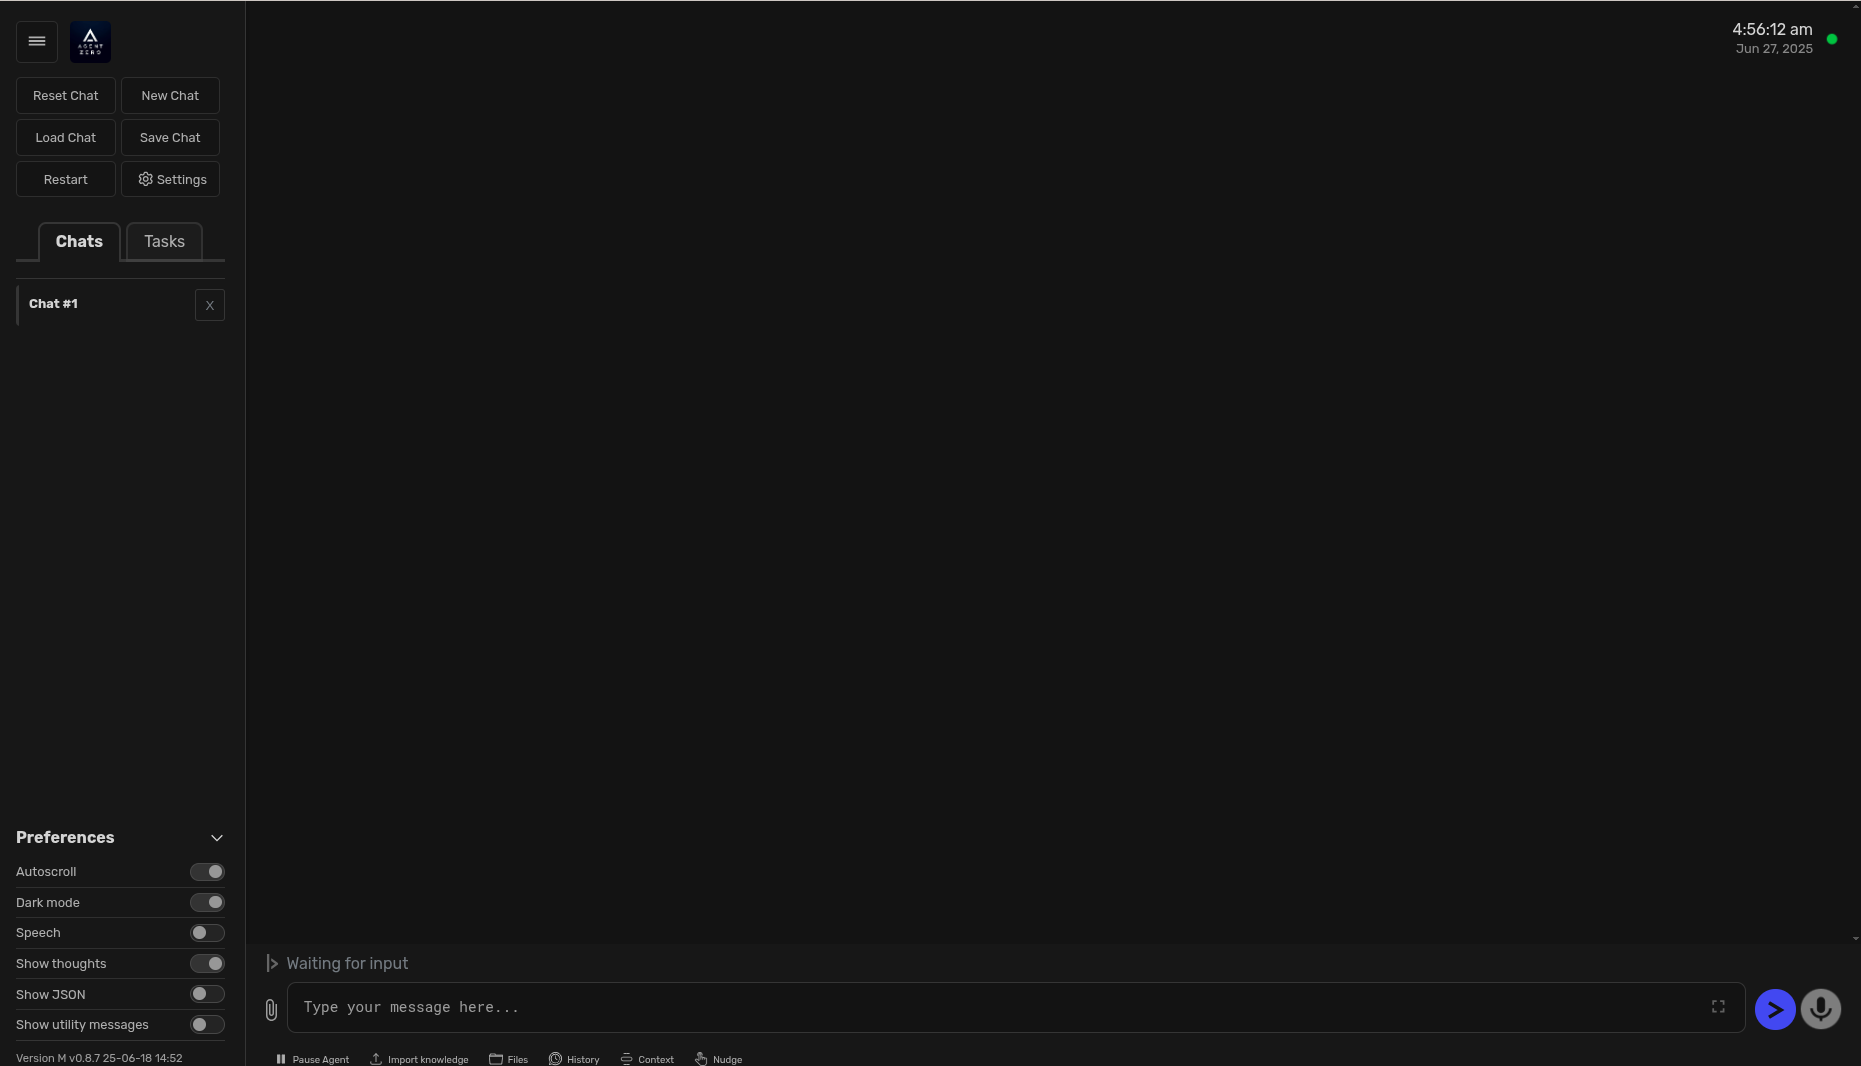 AGENT
ZERO
4:56:12 am
Jun 27, 2025
Reset Chat
New Chat
Load Chat
Save Chat
Restart
Settings
Chats
Tasks
Chat #1
X
Preferences
Autoscroll
Dark mode
Speech
Show thoughts
Show JSON
Show utility messages
Version M v0.8.7 25-06-18 14:52
Waiting for input
Type your message here...
Pause Agent
Import knowledge
Files
History
Context
Nudge